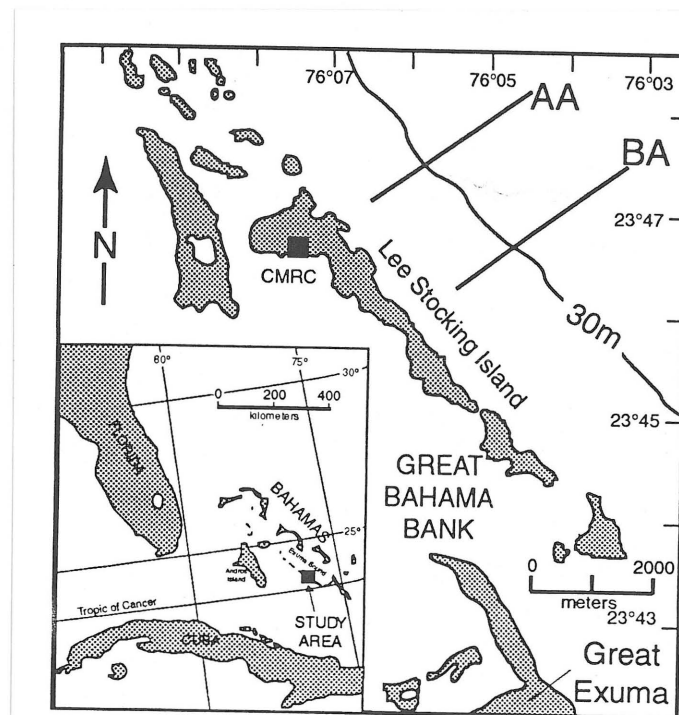 76°07
76°05
76°03
AA
BA
23°47
N
CMRC
Lee Stocking Island
30m
23°45
GREAT
BAHAMA
BANK
0 2000
meters
23°43
Great
Exuma
80°
75°
30°
0 200 400
kilometers
FLORIDA
BAHAMAS
25°
Andros
Island
Exuma Sound
Tropic of Cancer
STUDY
AREA
CUBA